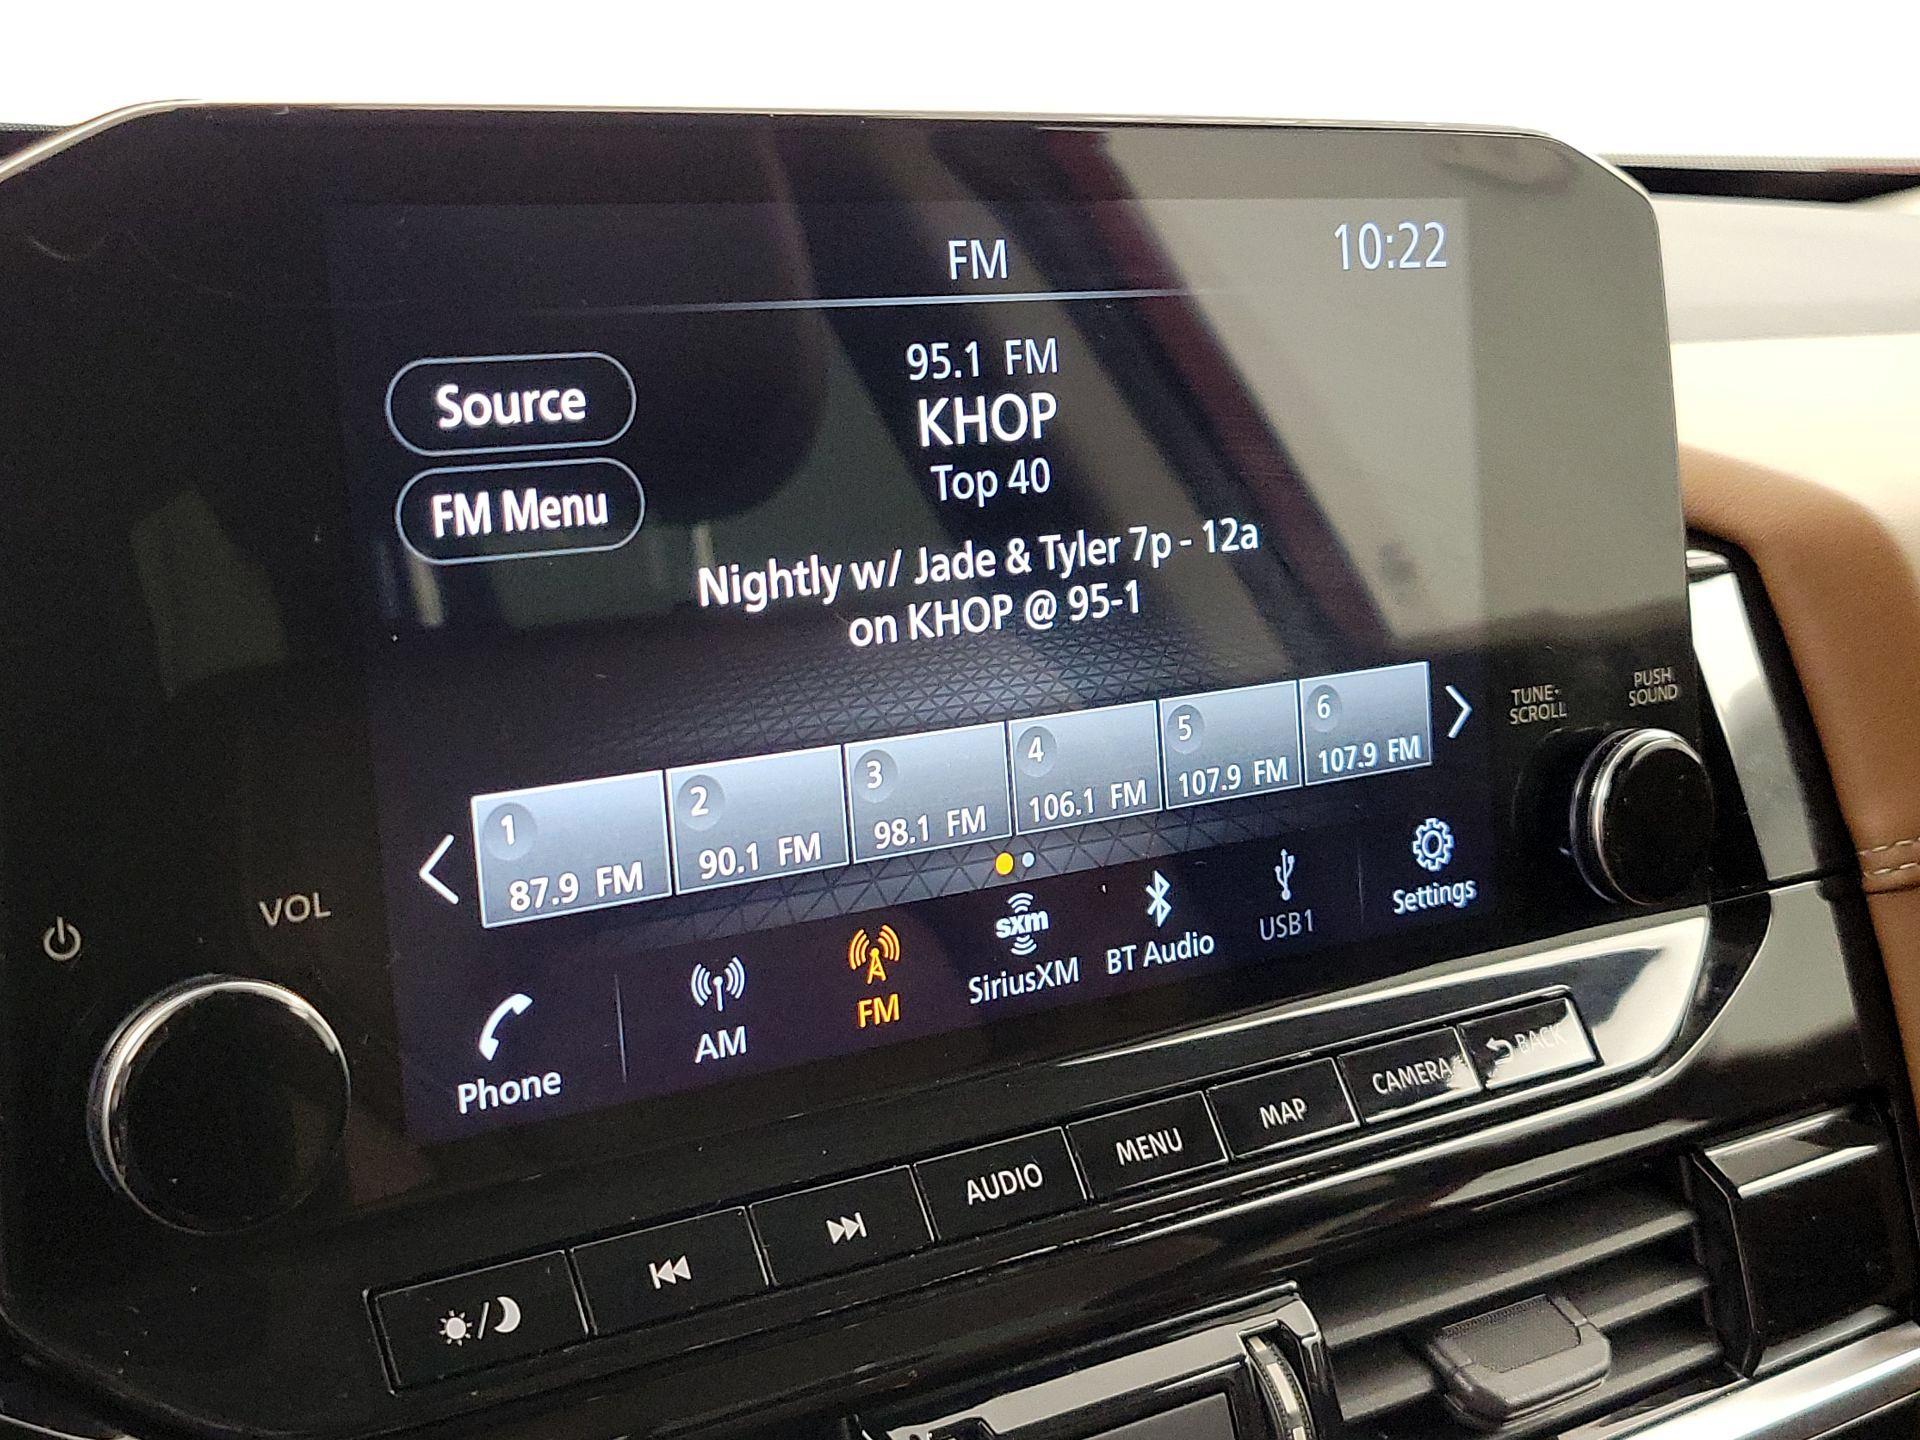 FM
10:22
95.1 FM
KHOP
Top 40
Source
FM Menu
Nightly w/ Jade & Tyler 7p - 12a
on KHOP @ 95-1
1
87.9 FM
2
90.1 FM
3
98.1 FM
4
106.1 FM
5
107.9 FM
6
107.9 FM
TUNE·
SCROLL
PUSH
SOUND
VOL
Phone
AM
FM
sxm
SiriusXM
BT Audio
USB1
Settings
AUDIO
MENU
MAP
CAMERA
BACK